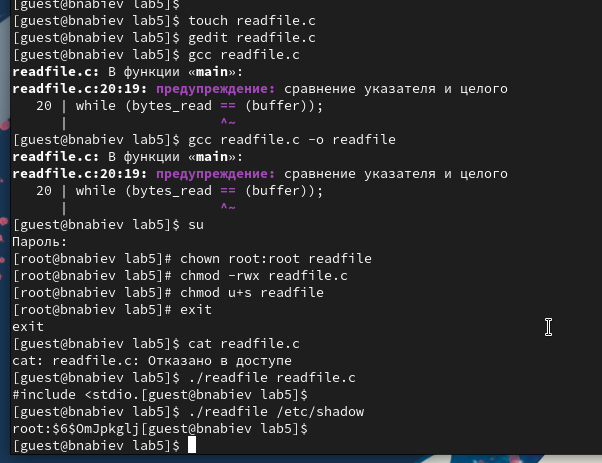 [guest@bnabiev lab5]$
[guest@bnabiev lab5]$ touch readfile.c
[guest@bnabiev lab5]$ gedit readfile.c
[guest@bnabiev lab5]$ gcc readfile.c
readfile.c: В функции «main»:
readfile.c:20:19: предупреждение: сравнение указателя и целого
   20 | while (bytes_read == (buffer));
      |                   ^~
[guest@bnabiev lab5]$ gcc readfile.c -o readfile
readfile.c: В функции «main»:
readfile.c:20:19: предупреждение: сравнение указателя и целого
   20 | while (bytes_read == (buffer));
      |                   ^~
[guest@bnabiev lab5]$ su
Пароль:
[root@bnabiev lab5]# chown root:root readfile
[root@bnabiev lab5]# chmod -rwx readfile.c
[root@bnabiev lab5]# chmod u+s readfile
[root@bnabiev lab5]# exit
exit
[guest@bnabiev lab5]$ cat readfile.c
cat: readfile.c: Отказано в доступе
[guest@bnabiev lab5]$ ./readfile readfile.c
#include <stdio.[guest@bnabiev lab5]$
[guest@bnabiev lab5]$ ./readfile /etc/shadow
root:$6$OmJpkglj[guest@bnabiev lab5]$
[guest@bnabiev lab5]$